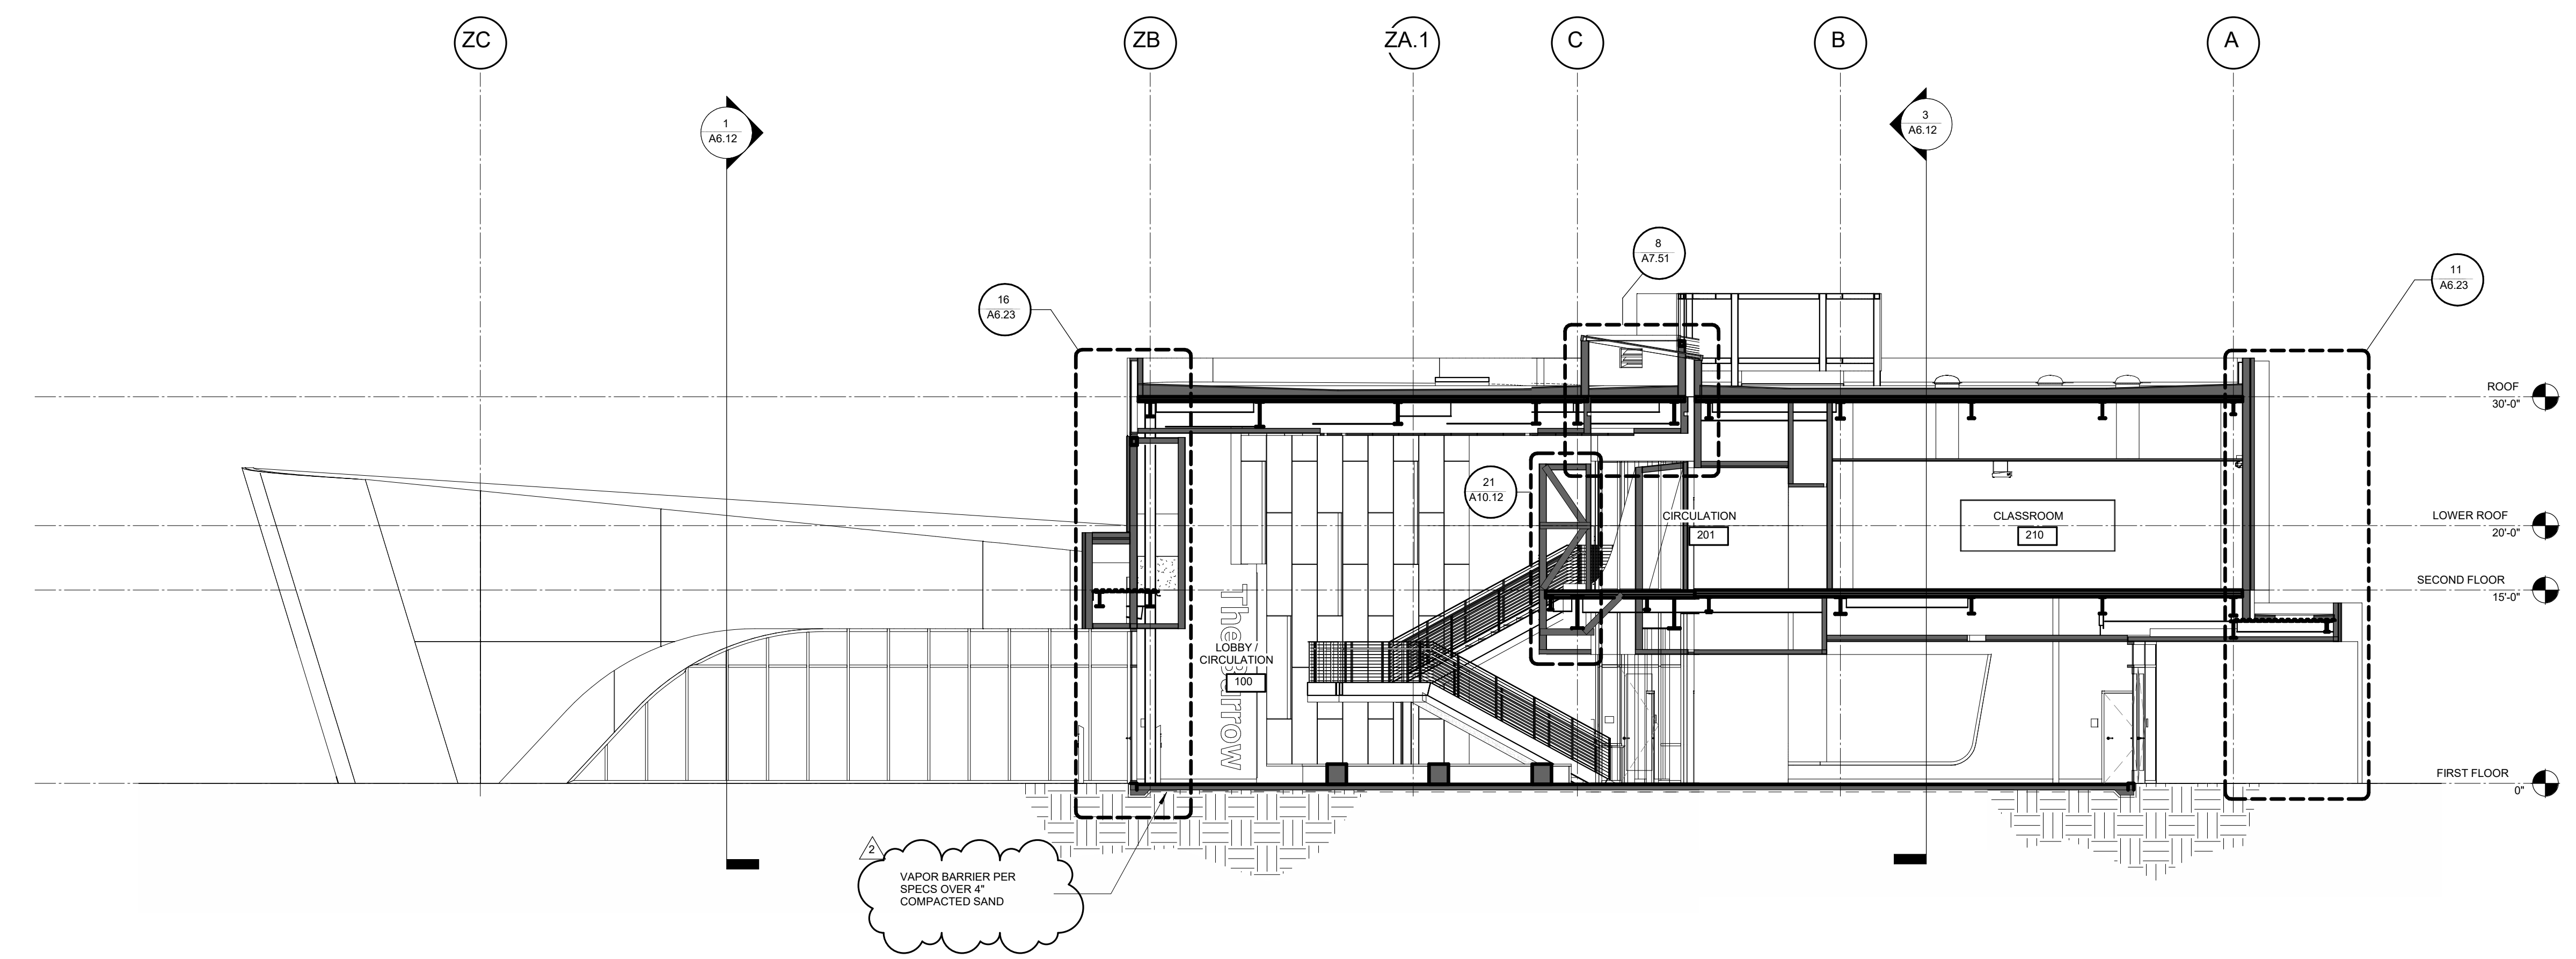 ZC
ZB
ZA.1
C
B
A
1
A6.12
3
A6.12
8
A7.51
11
A6.23
16
A6.23
ROOF
30'-0"
21
A10.12
CIRCULATION
201
CLASSROOM
210
LOWER ROOF
20'-0"
SECOND FLOOR
15'-0"
The
LOBBY /
CIRCULATION
100
FIRST FLOOR
0"
2
VAPOR BARRIER PER
SPECS OVER 4"
COMPACTED SAND